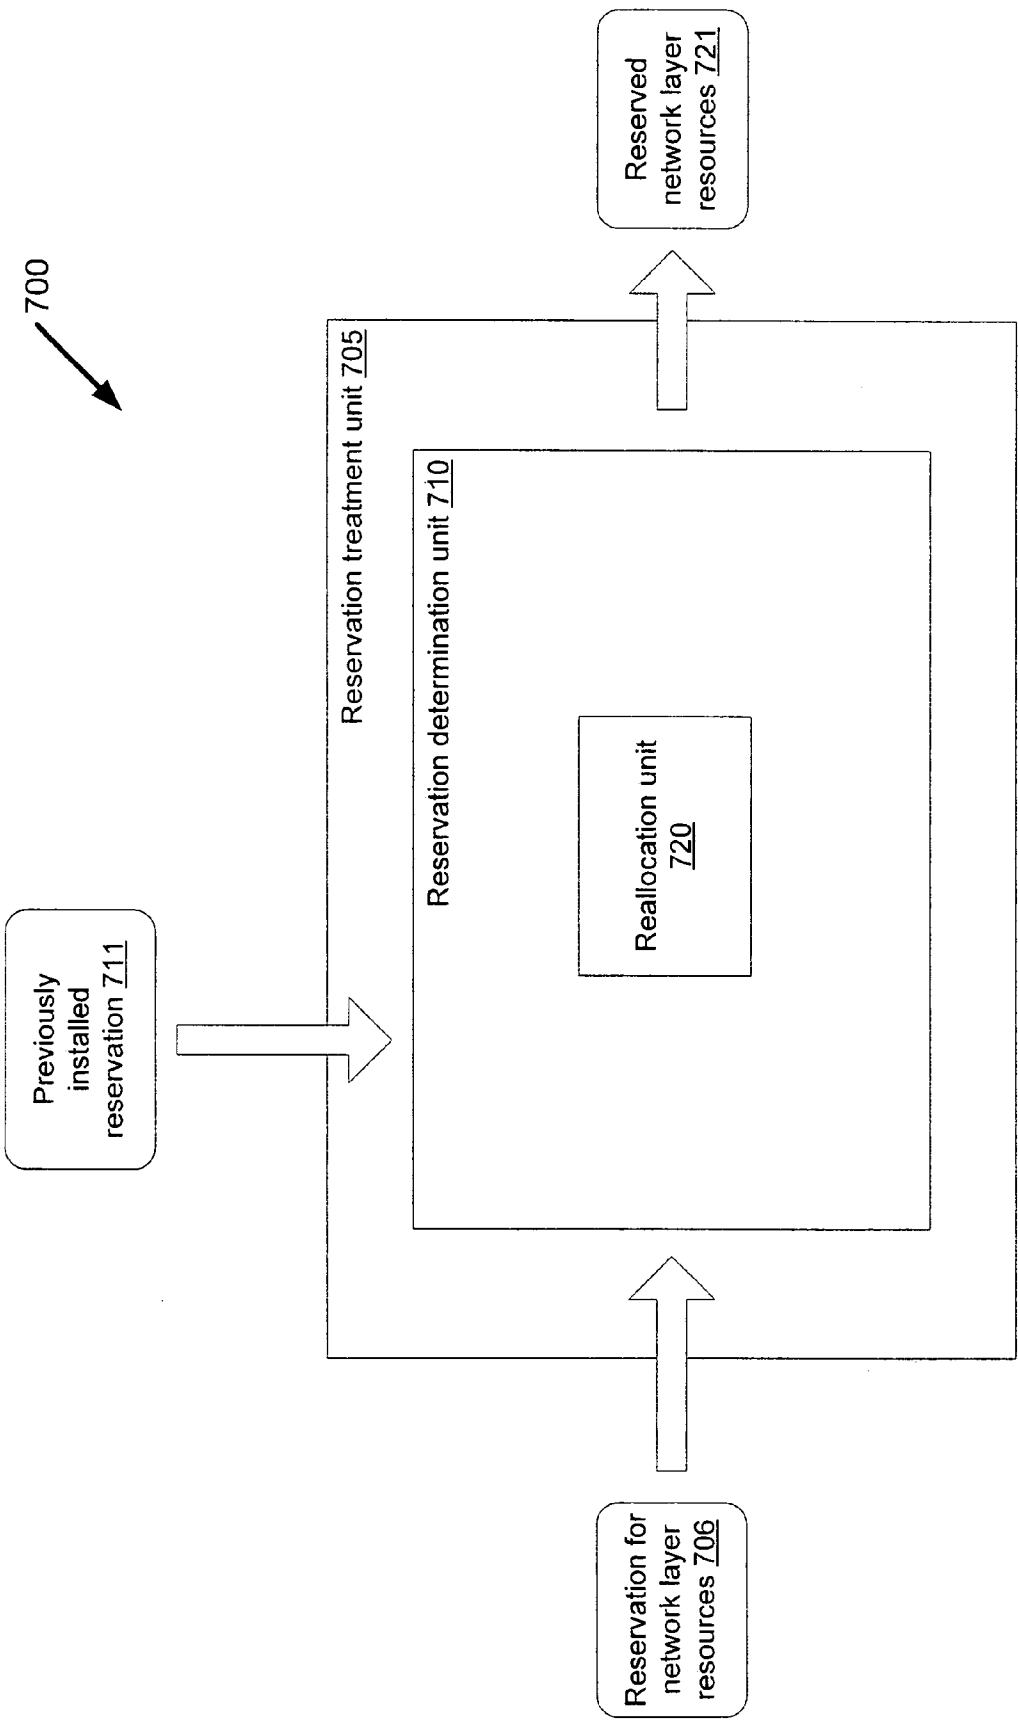 700
Previously
installed
reservation 711
Reservation treatment unit 705
Reservation determination unit 710
Reallocation unit
720
Reservation for
network layer
resources 706
Reserved
network layer
resources 721